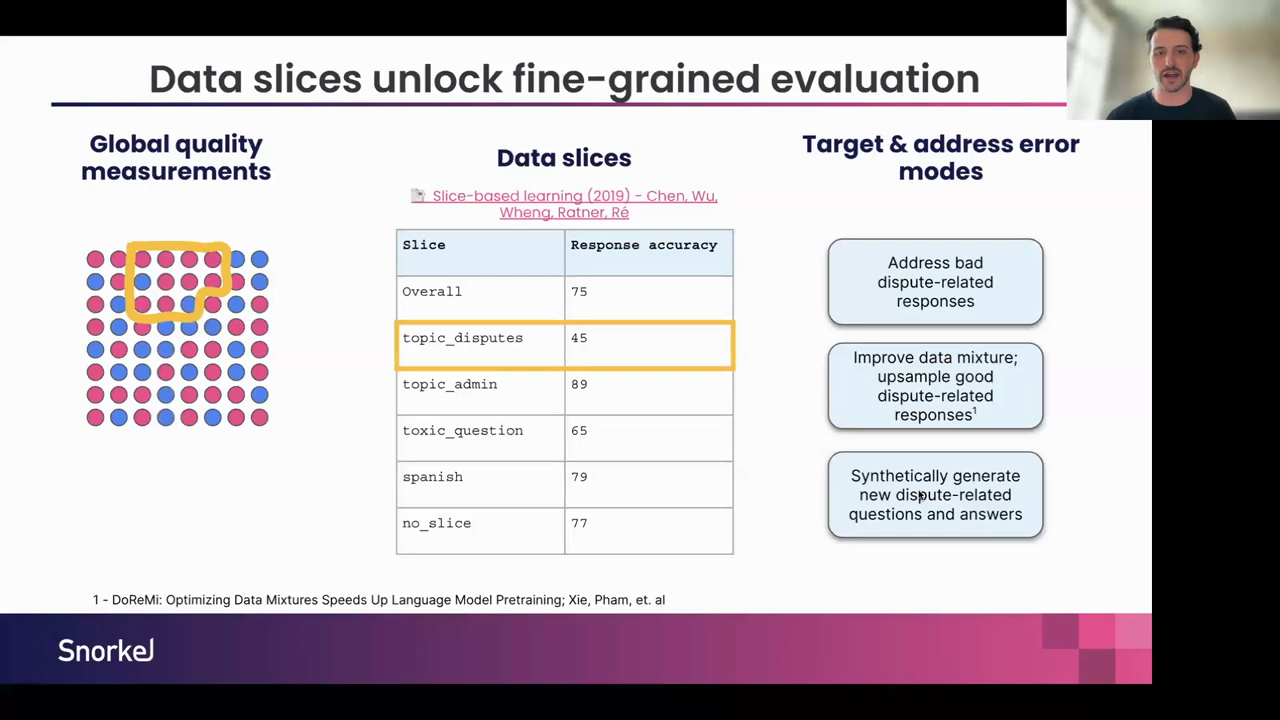 Data slices unlock fine-grained evaluation
Global quality
measurements
Data slices
Slice-based learning (2019) - Chen, Wu,
Wheng, Ratner, Ré
Slice Response accuracy
Overall 75
topic_disputes 45
topic_admin 89
toxic_question 65
spanish 79
no_slice 77
Target & address error
modes
Address bad
dispute-related
responses
Improve data mixture;
upsample good
dispute-related
responses¹
Synthetically generate
new dispute-related
questions and answers
1 - DoReMi: Optimizing Data Mixtures Speeds Up Language Model Pretraining; Xie, Pham, et. al
Snorkel